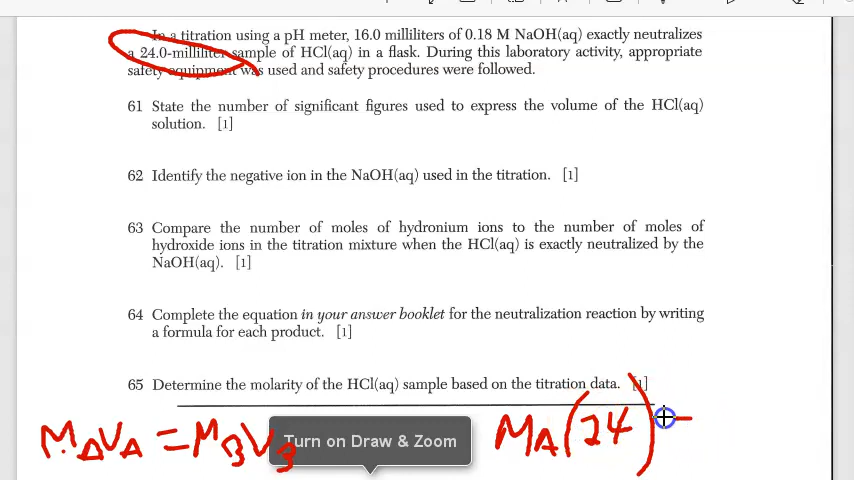 In a titration using a pH meter, 16.0 milliliters of 0.18 M NaOH(aq) exactly neutralizes
a 24.0-milliliter sample of HCl(aq) in a flask. During this laboratory activity, appropriate
safety equipment was used and safety procedures were followed.
61 State the number of significant figures used to express the volume of the HCl(aq)
solution. [1]
62 Identify the negative ion in the NaOH(aq) used in the titration. [1]
63 Compare the number of moles of hydronium ions to the number of moles of
hydroxide ions in the titration mixture when the HCl(aq) is exactly neutralized by the
NaOH(aq). [1]
64 Complete the equation in your answer booklet for the neutralization reaction by writing
a formula for each product. [1]
65 Determine the molarity of the HCl(aq) sample based on the titration data. [1]
MAVA = MBVB
Turn on Draw & Zoom
MA(24)